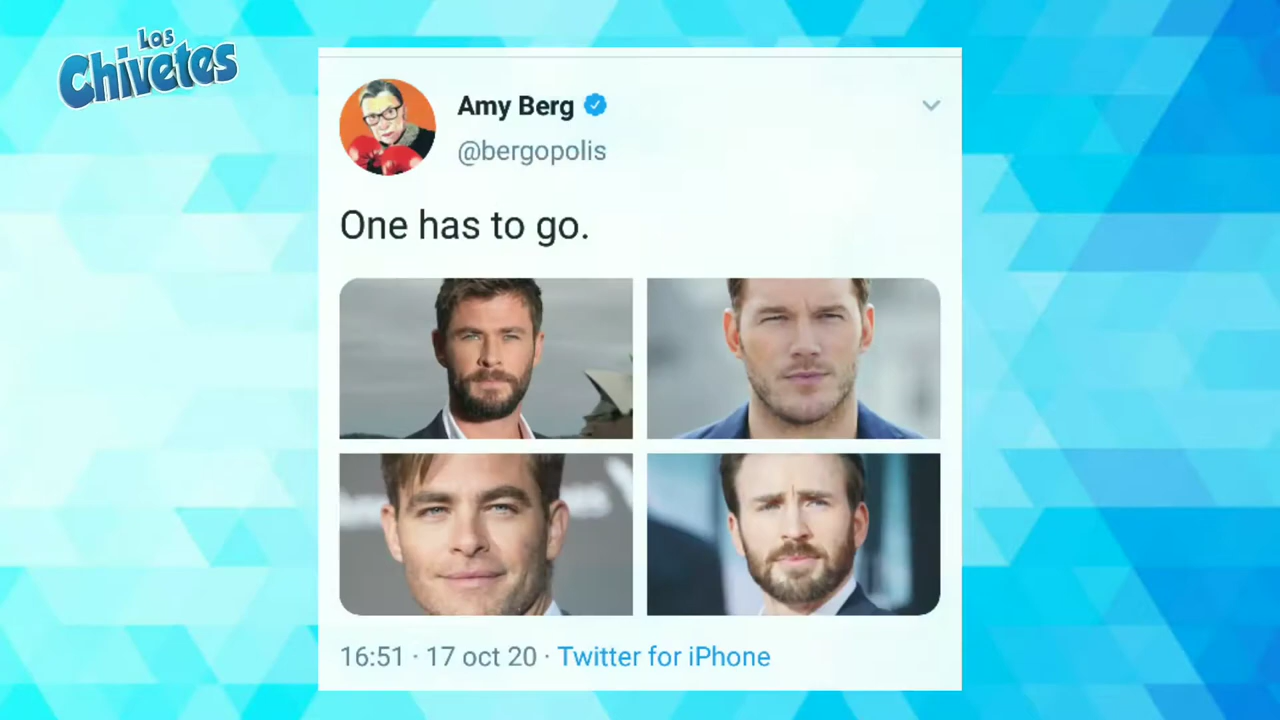 Los
Chivetes
Amy Berg
@bergopolis
One has to go.
16:51 · 17 oct 20 · Twitter for iPhone